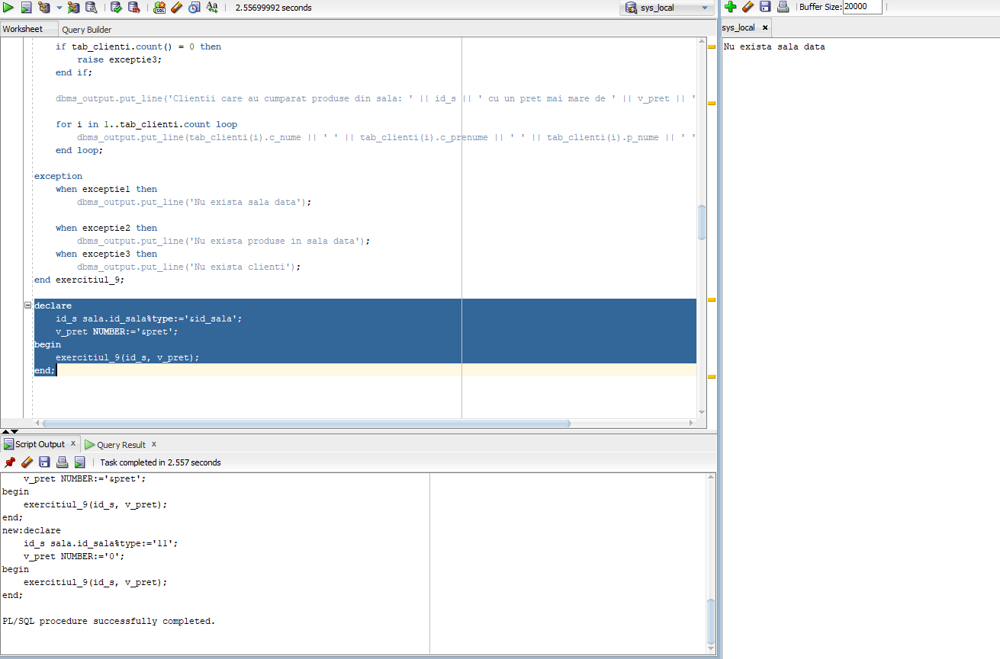 2.55699992 seconds
sys_local
Worksheet
Query Builder
if tab_clienti.count() = 0 then
raise exceptie3;
end if;
dbms_output.put_line('Clientii care au cumparat produse din sala: ' || id_s || ' cu un pret mai mare de ' || v_pret || '
for i in 1..tab_clienti.count loop
dbms_output.put_line(tab_clienti(i).c_nume || ' ' || tab_clienti(i).c_prenume || ' ' || tab_clienti(i).p_nume || ' '
end loop;
exception
when exceptie1 then
dbms_output.put_line('Nu exista sala data');
when exceptie2 then
dbms_output.put_line('Nu exista produse in sala data');
when exceptie3 then
dbms_output.put_line('Nu exista clienti');
end exercitiul_9;
declare
id_s sala.id_sala%type:='&id_sala';
v_pret NUMBER:='&pret';
begin
exercitiul_9(id_s, v_pret);
end;
Script Output
Query Result
Task completed in 2.557 seconds
v_pret NUMBER:='&pret';
begin
exercitiul_9(id_s, v_pret);
end;
new:declare
id_s sala.id_sala%type:='11';
v_pret NUMBER:='0';
begin
exercitiul_9(id_s, v_pret);
end;
PL/SQL procedure successfully completed.
Buffer Size: 20000
sys_local
Nu exista sala data